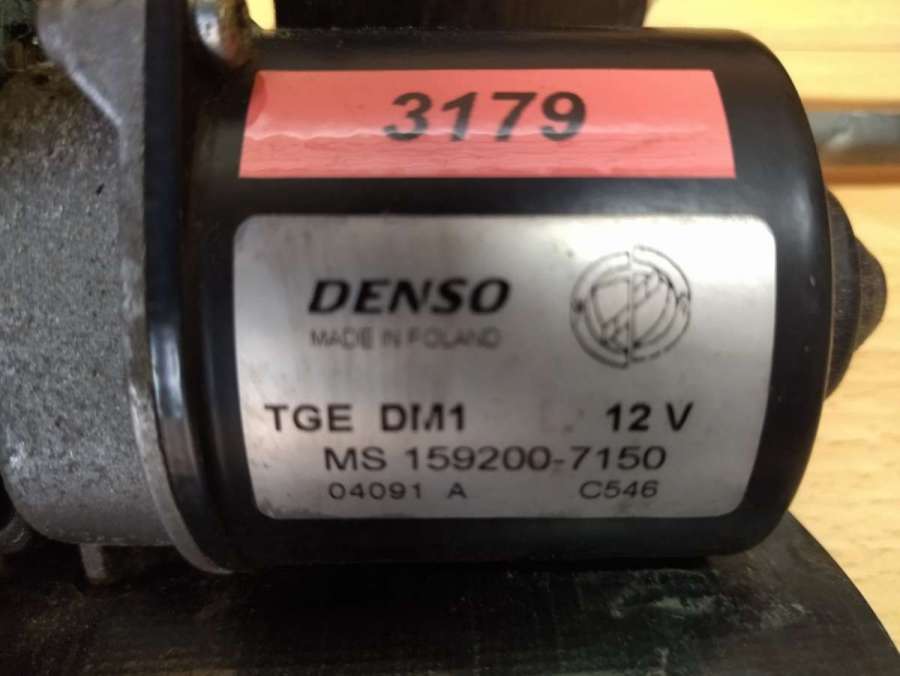 3179
DENSO
MADE IN POLAND
TGE DM1 12 V
MS 159200-7150
04091 A C546